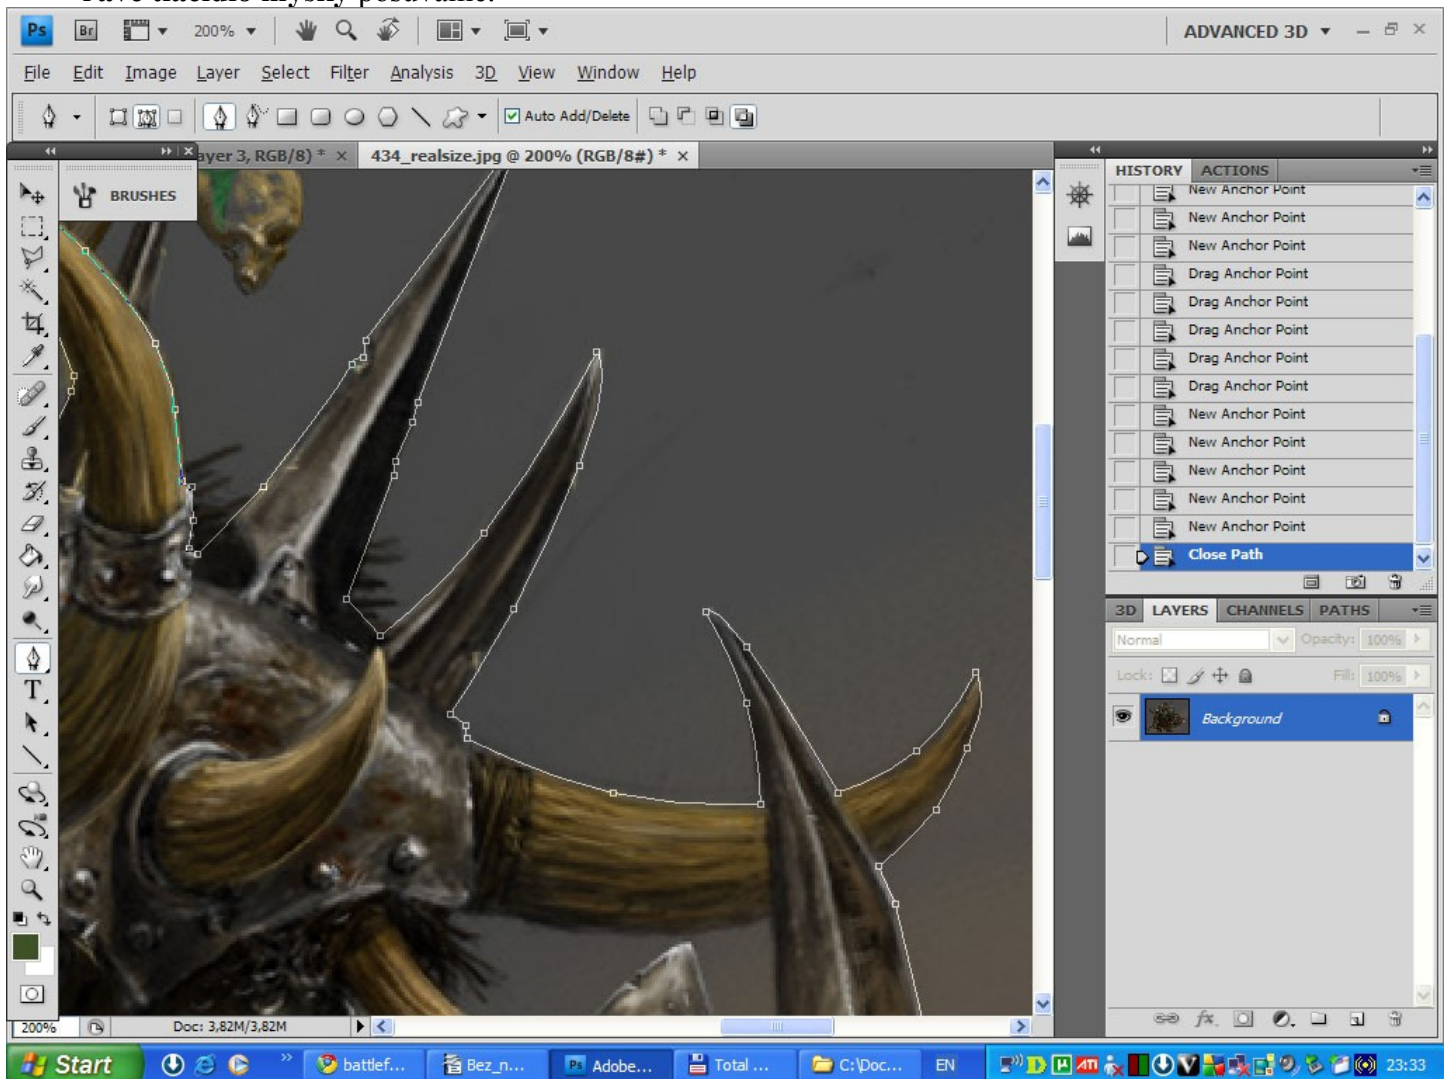 myšky posúvanie.
Ps Br 200% ADVANCED 3D
File Edit Image Layer Select Filter Analysis 3D View Window Help
Auto Add/Delete
ayer 3, RGB/8) * × 434_realsize.jpg @ 200% (RGB/8#) * ×
BRUSHES
HISTORY ACTIONS
New Anchor Point
New Anchor Point
New Anchor Point
Drag Anchor Point
Drag Anchor Point
Drag Anchor Point
Drag Anchor Point
Drag Anchor Point
New Anchor Point
New Anchor Point
New Anchor Point
New Anchor Point
New Anchor Point
Close Path
3D LAYERS CHANNELS PATHS
Normal Opacity: 100%
Lock: Fill: 100%
Background
200% Doc: 3,82M/3,82M
Start battlef... Bez_n... Ps Adobe... Total ... C:\Doc... EN 23:33